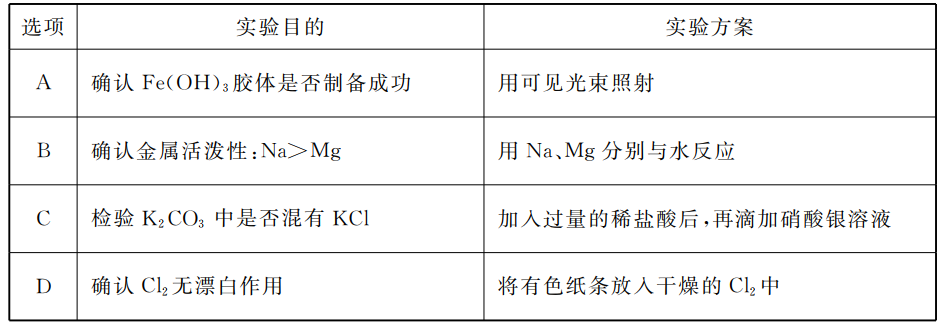 选项 实验目的 实验方案
A 确认 Fe(OH)₃胶体是否制备成功 用可见光束照射
B 确认金属活泼性:Na>Mg 用 Na、Mg 分别与水反应
C 检验 K₂CO₃ 中是否混有 KCl 加入过量的稀盐酸后,再滴加硝酸银溶液
D 确认 Cl₂无漂白作用 将有色纸条放入干燥的 Cl₂中